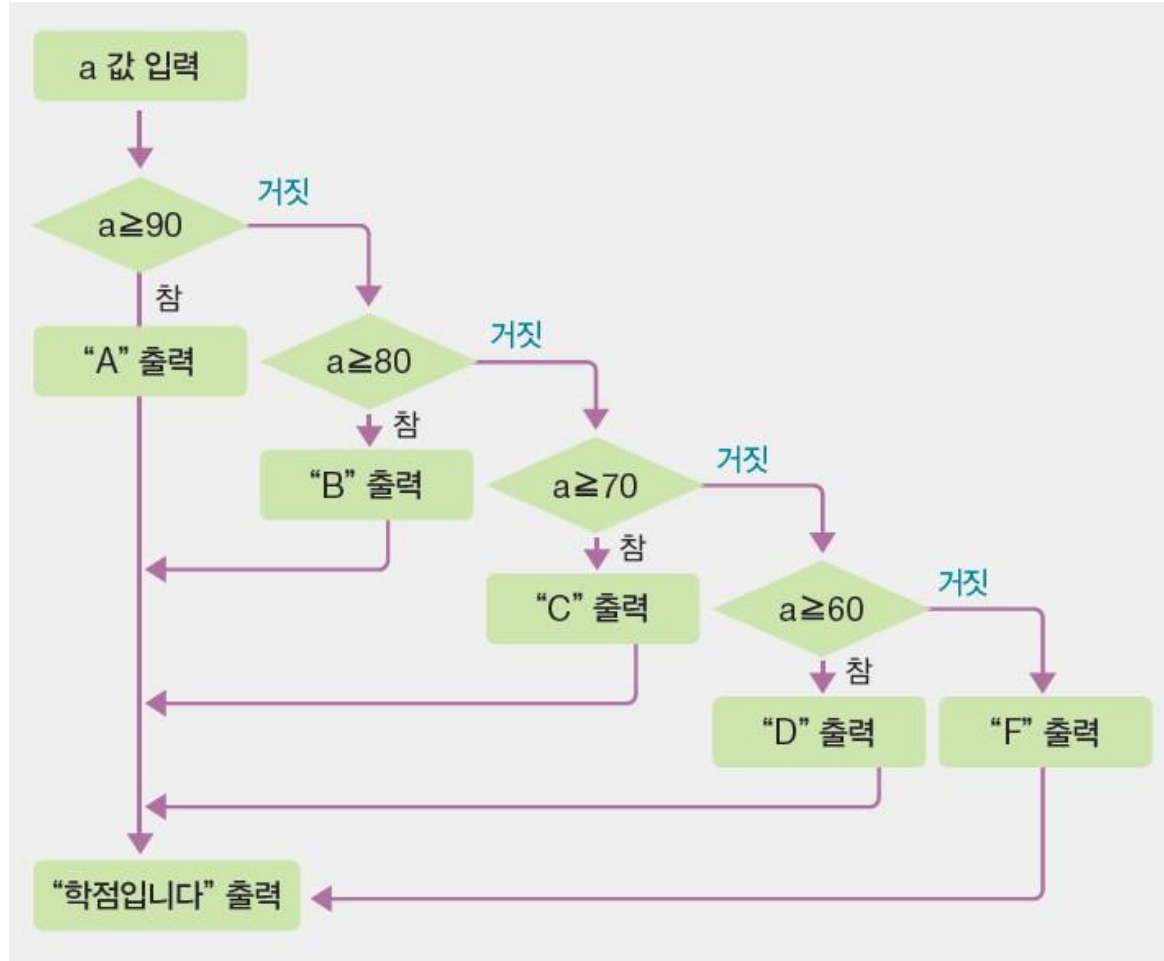 a 값 입력
a≧90
거짓
참
“A” 출력
a≧80
거짓
참
“B” 출력
a≧70
거짓
참
“C” 출력
a≧60
거짓
참
“D” 출력
“F” 출력
“학점입니다” 출력